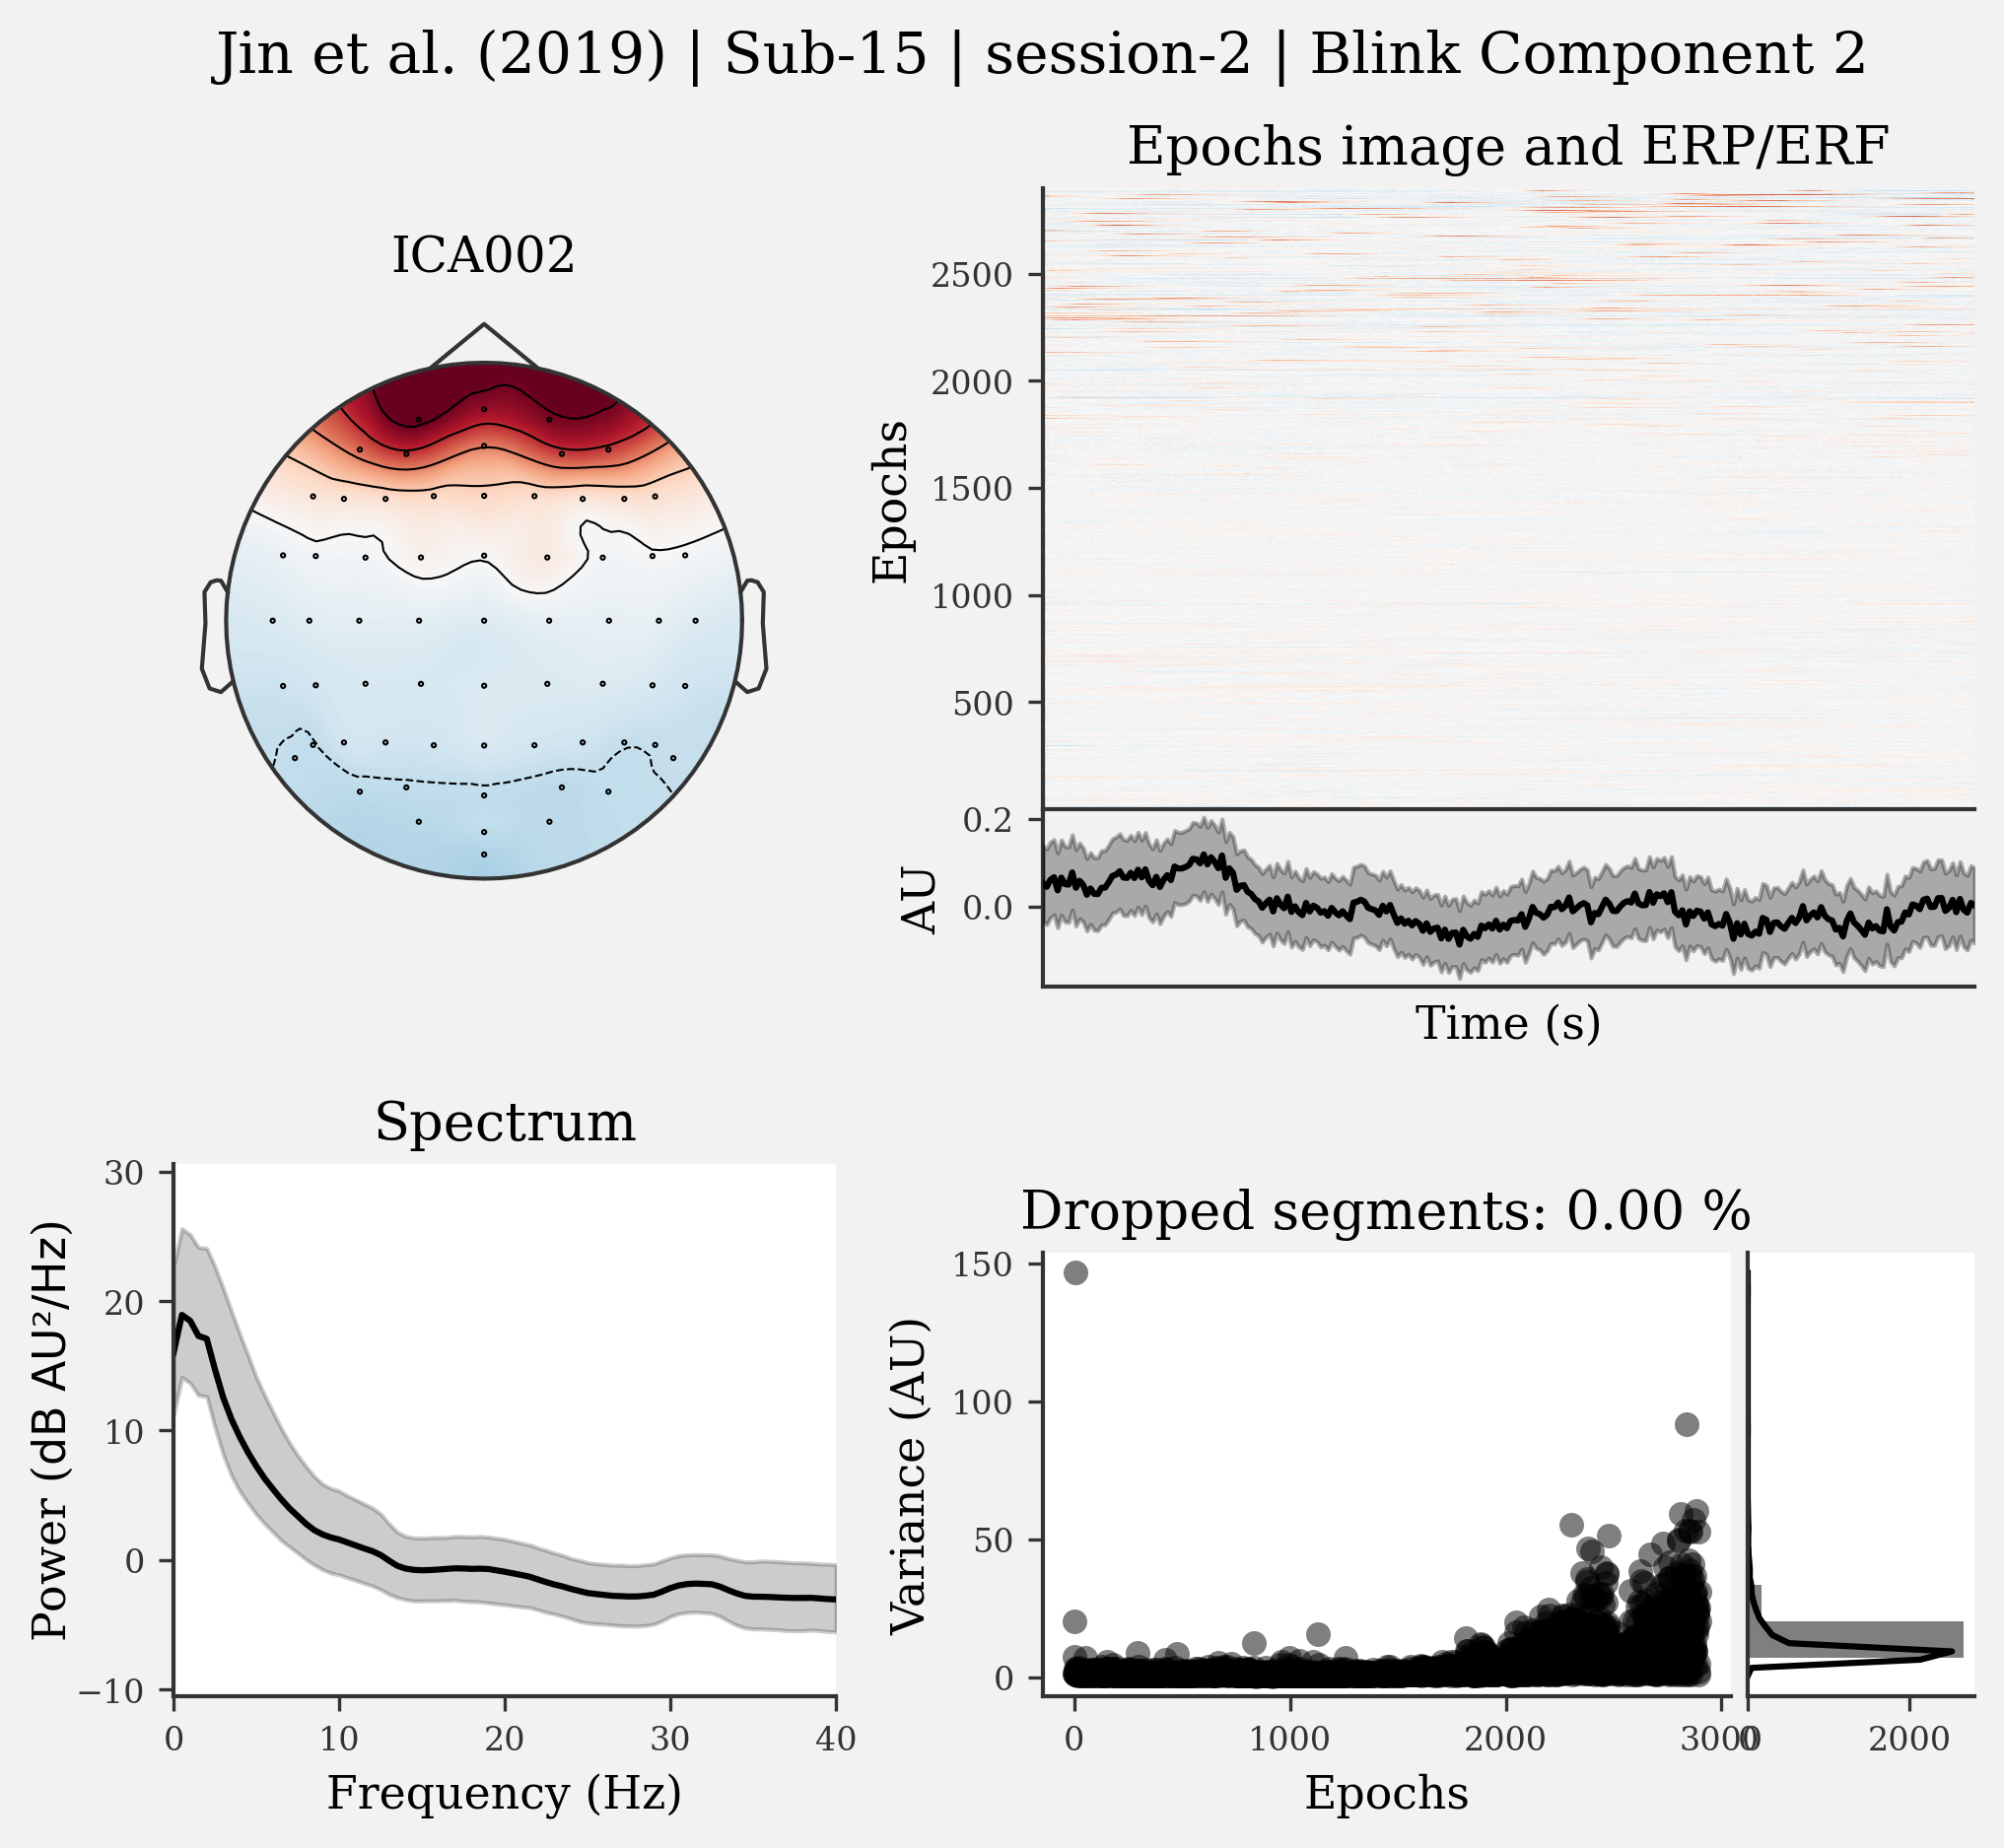 Jin et al. (2019) | Sub-15 | session-2 | Blink Component 2
ICA002
Epochs image and ERP/ERF
Epochs
2500
2000
1500
1000
500
AU
0.2
0.0
Time (s)
Spectrum
Power (dB AU²/Hz)
30
20
10
0
−10
0 10 20 30 40
Frequency (Hz)
Dropped segments: 0.00 %
Variance (AU)
150
100
50
0
0 1000 2000 3000
0 2000
Epochs